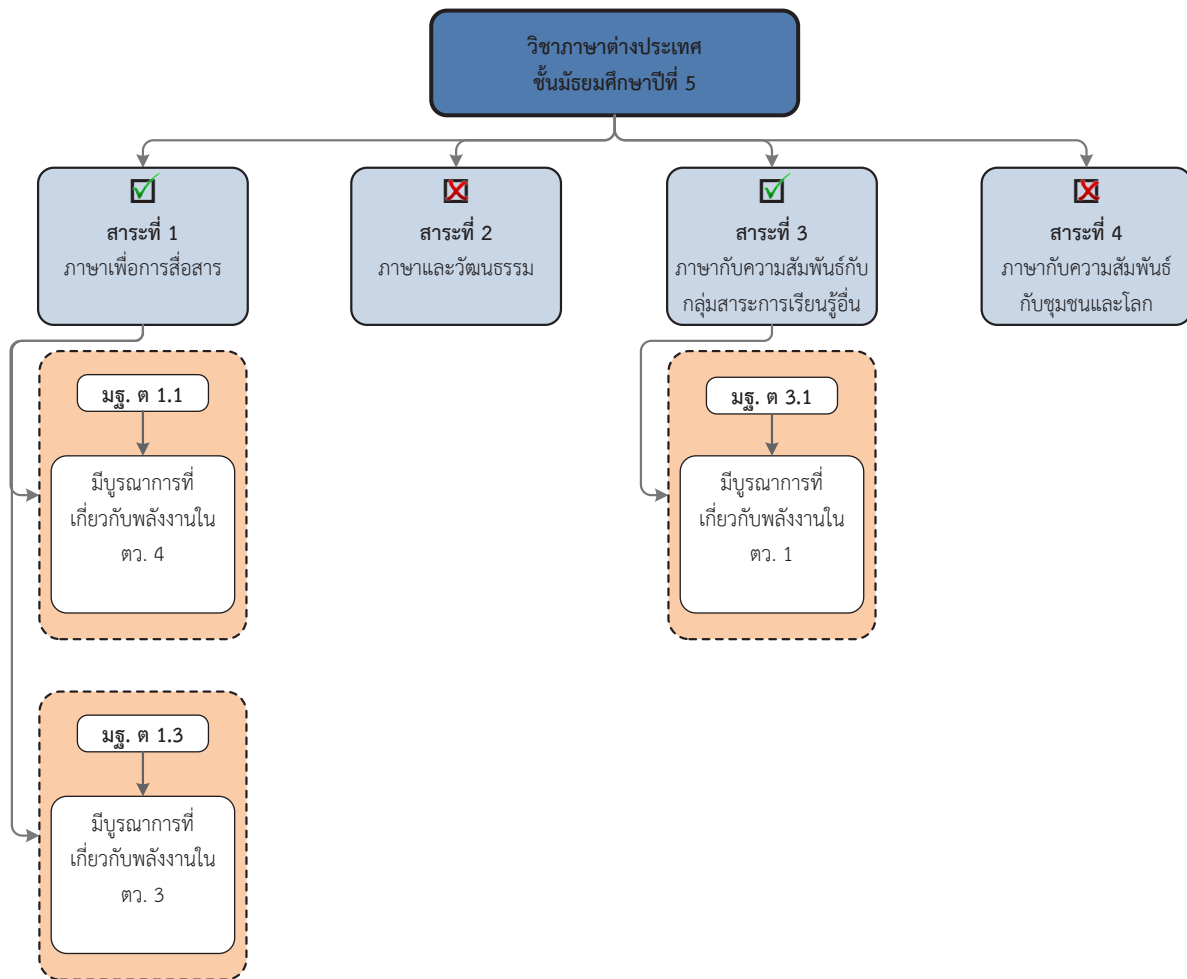 วิชาภาษาต่างประเทศ
ชั้นมัธยมศึกษาปีที่ 5
สาระที่ 1
ภาษาเพื่อการสื่อสาร
สาระที่ 2
ภาษาและวัฒนธรรม
สาระที่ 3
ภาษากับความสัมพันธ์กับ
กลุ่มสาระการเรียนรู้อื่น
สาระที่ 4
ภาษากับความสัมพันธ์
กับชุมชนและโลก
มฐ. ต 1.1
มีบูรณาการที่
เกี่ยวกับพลังงานใน
ตว. 4
มฐ. ต 3.1
มีบูรณาการที่
เกี่ยวกับพลังงานใน
ตว. 1
มฐ. ต 1.3
มีบูรณาการที่
เกี่ยวกับพลังงานใน
ตว. 3